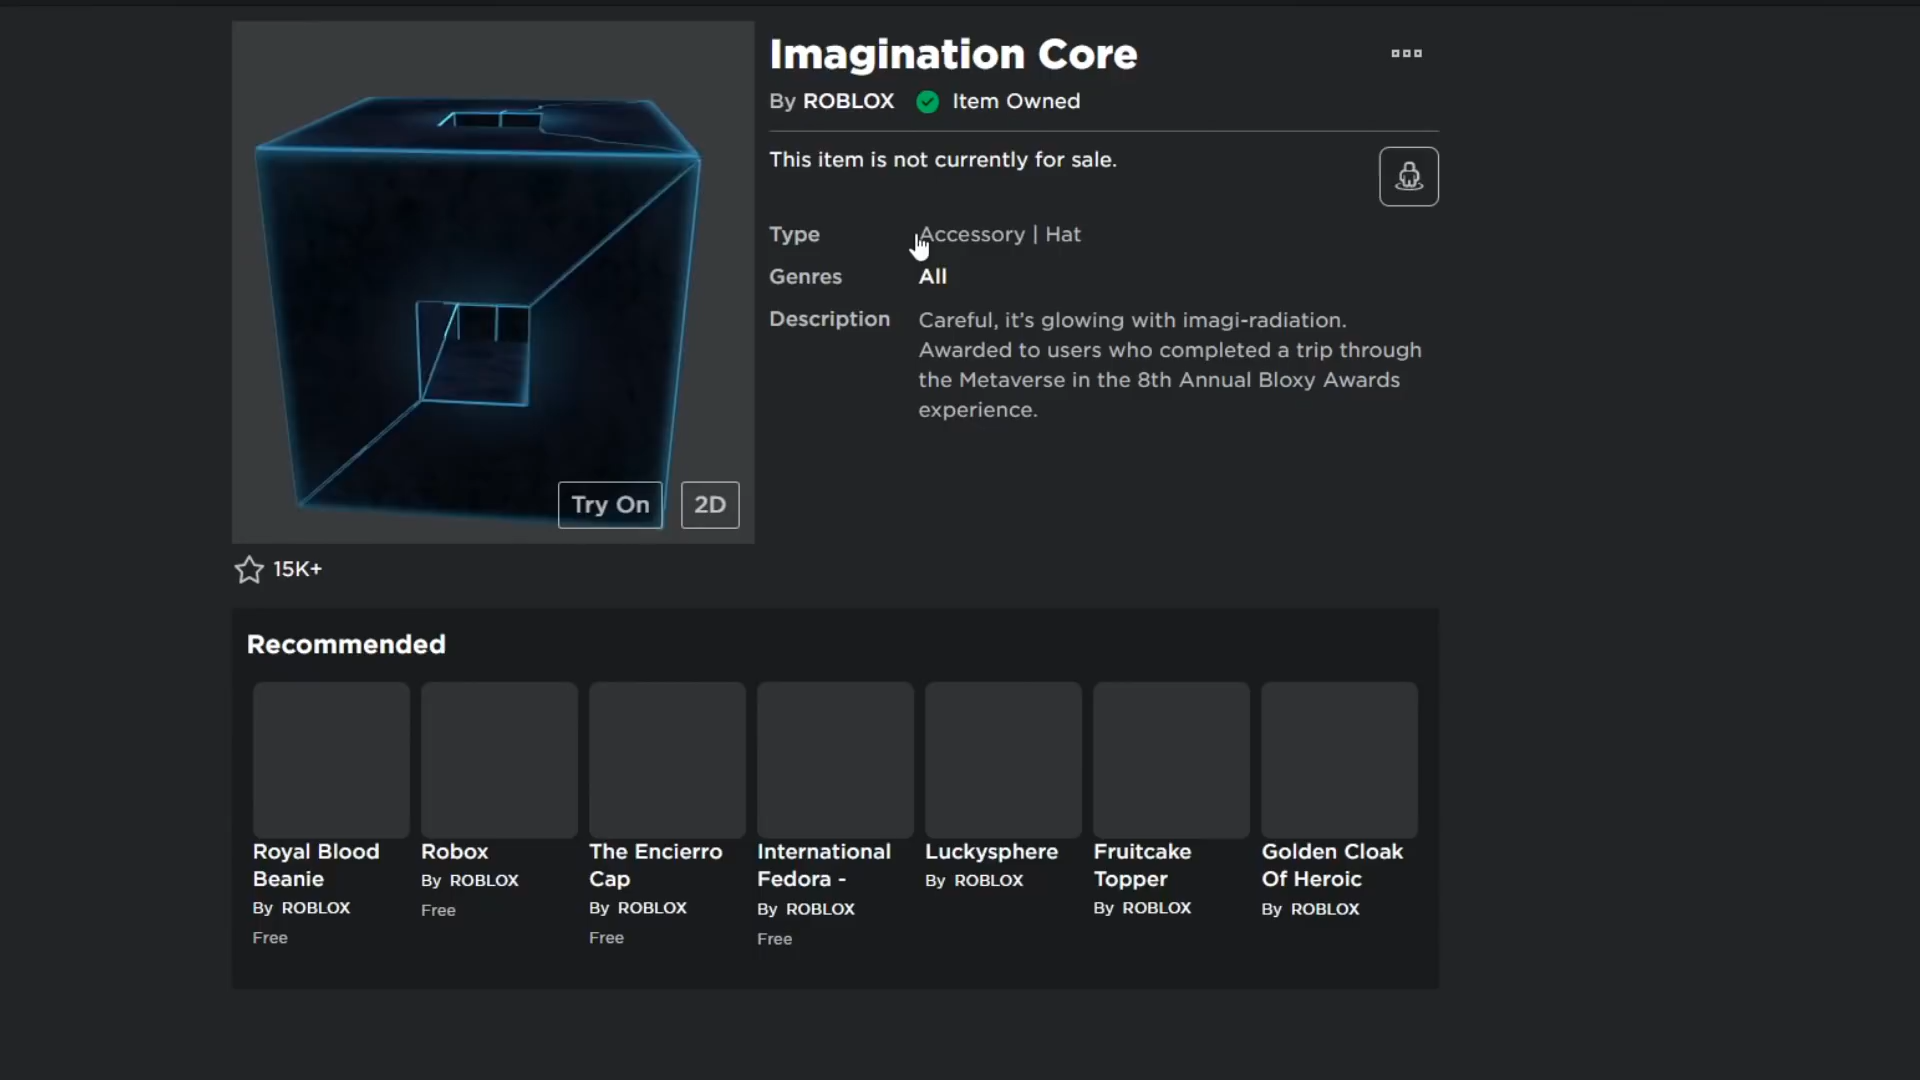 Imagination Core
By ROBLOX Item Owned
This item is not currently for sale.
Type Accessory | Hat
Genres All
Description Careful, it's glowing with imagi-radiation.
Awarded to users who completed a trip through
the Metaverse in the 8th Annual Bloxy Awards
experience.
Try On 2D
15K+
Recommended
Royal Blood
Beanie
By ROBLOX
Free
Robox
By ROBLOX
Free
The Encierro
Cap
By ROBLOX
Free
International
Fedora -
By ROBLOX
Free
Luckysphere
By ROBLOX
Fruitcake
Topper
By ROBLOX
Golden Cloak
Of Heroic
By ROBLOX